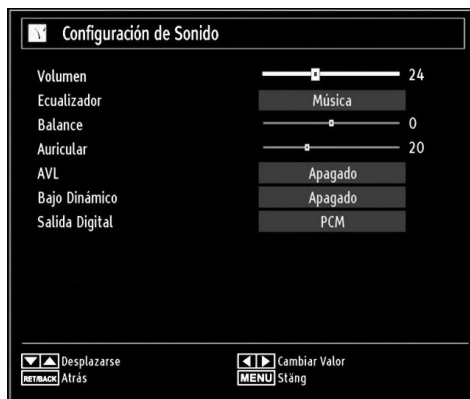 Configuración de Sonido
Volumen 24
Ecualizador Música
Balance 0
Auricular 20
AVL Apagado
Bajo Dinámico Apagado
Salida Digital PCM
Desplazarse Cambiar Valor
RET/BACK Atrás MENU Stäng